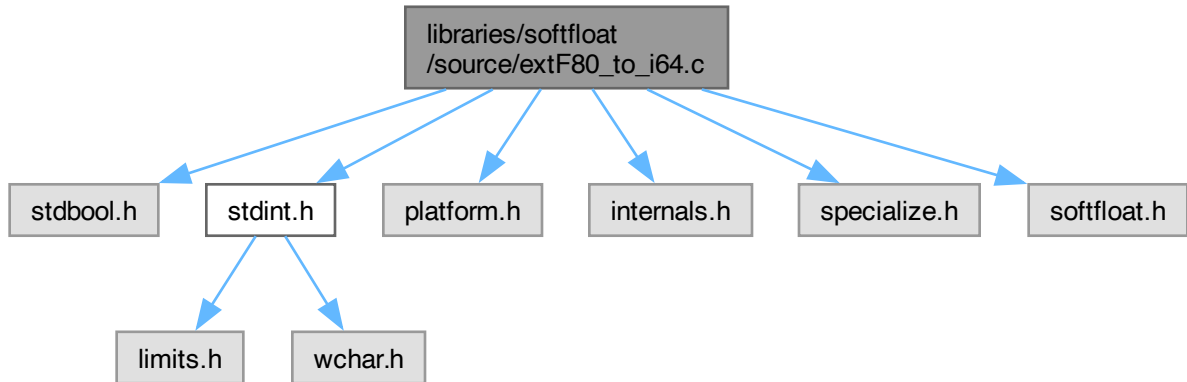 libraries/softfloat
/source/extF80_to_i64.c
stdbool.h
stdint.h
platform.h
internals.h
specialize.h
softfloat.h
limits.h
wchar.h